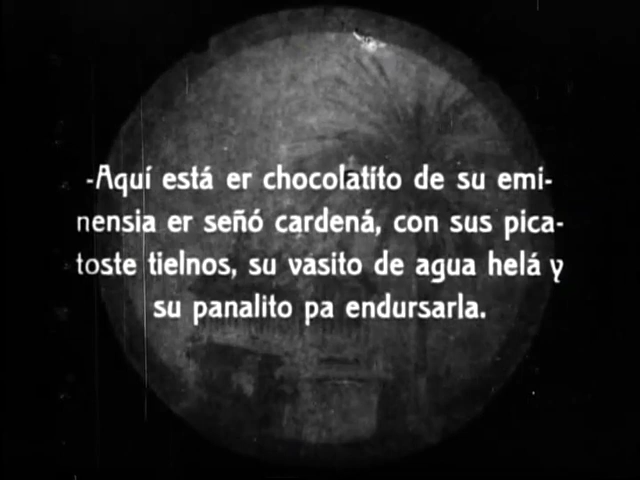 -Aquí está er chocolatito de su emi-
nensia er señó cardená, con sus pica-
toste tielnos, su vasito de agua helá y
su panalito pa endursarla.